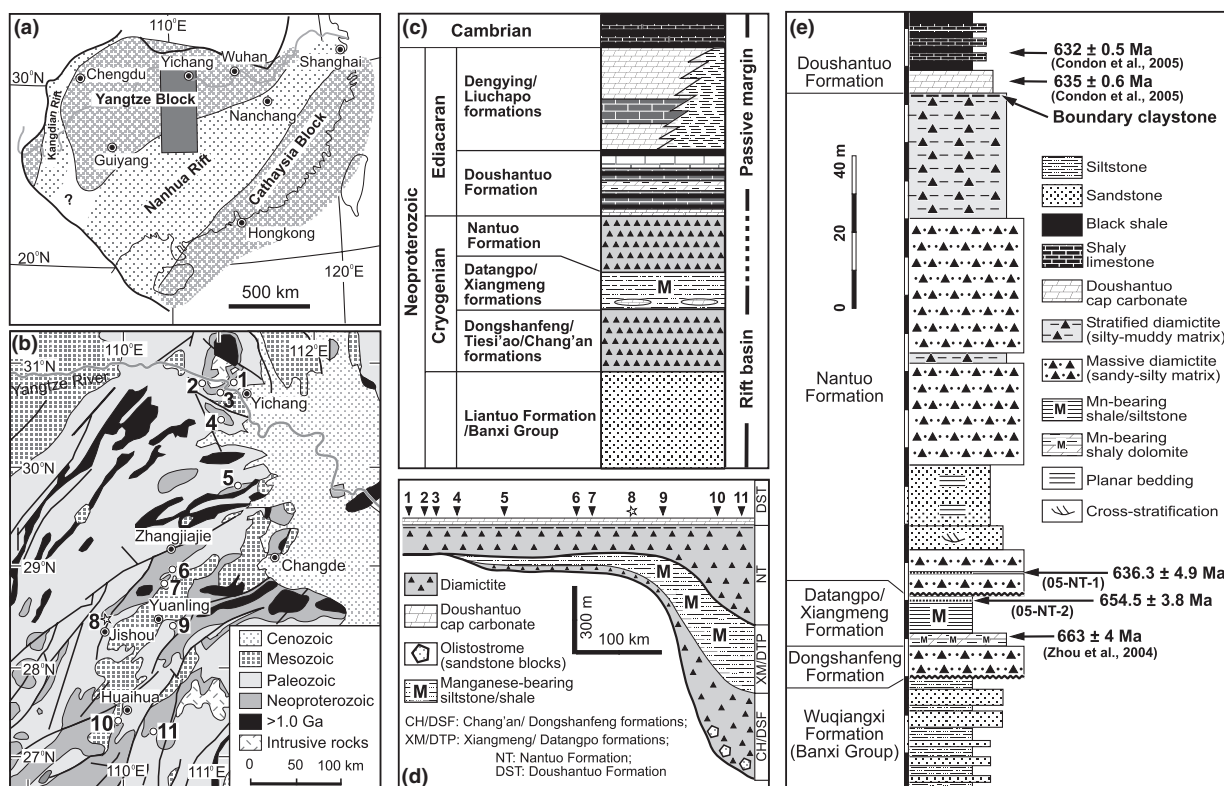 (a)
110°E
30°N
Chengdu
Yichang
Wuhan
Shanghai
Yangtze Block
Kangdian Rift
Nanchang
Guiyang
?
Nanhua Rift
Cathaysia Block
Hongkong
20°N
120°E
500 km
(b)
110°E
112°E
31°N
Yangtze River
2
1
3
Yichang
4
30°N
5
Zhangjiajie
29°N
6
7
Changde
Yuanling
8
9
Jishou
28°N
Huaihua
10
11
27°N
110°E
111°E
Cenozoic
Mesozoic
Paleozoic
Neoproterozoic
>1.0 Ga
Intrusive rocks
0 50 100 km
(c)
Cambrian
Neoproterozoic
Ediacaran
Cryogenian
Dengying/
Liuchapo
formations
Doushantuo
Formation
Nantuo
Formation
Datangpo/
Xiangmeng
formations
M
Dongshanfeng/
Tiesi'ao/Chang'an
formations
Liantuo Formation
/Banxi Group
Passive margin
Rift basin
1 2 3 4 5 6 7 8 9 10 11
DST
NT
XM/DTP
CH/DSF
M
M
M
Diamictite
Doushantuo
cap carbonate
Olistostrome
(sandstone blocks)
M
Manganese-bearing
siltstone/shale
300 m
100 km
CH/DSF: Chang'an/ Dongshanfeng formations;
XM/DTP: Xiangmeng/ Datangpo formations;
NT: Nantuo Formation;
DST: Doushantuo Formation
(d)
(e)
Doushantuo
Formation
632 ± 0.5 Ma
(Condon et al., 2005)
635 ± 0.6 Ma
(Condon et al., 2005)
Boundary claystone
40 m
20
0
Nantuo
Formation
Siltstone
Sandstone
Black shale
Shaly
limestone
Doushantuo
cap carbonate
Stratified diamictite
(silty-muddy matrix)
Massive diamictite
(sandy-silty matrix)
M
Mn-bearing
shale/siltstone
M
Mn-bearing
shaly dolomite
Planar bedding
Cross-stratification
636.3 ± 4.9 Ma
(05-NT-1)
Datangpo/
Xiangmeng
Formation
654.5 ± 3.8 Ma
(05-NT-2)
M
M M M
663 ± 4 Ma
(Zhou et al., 2004)
Dongshanfeng
Formation
Wuqiangxi
Formation
(Banxi Group)